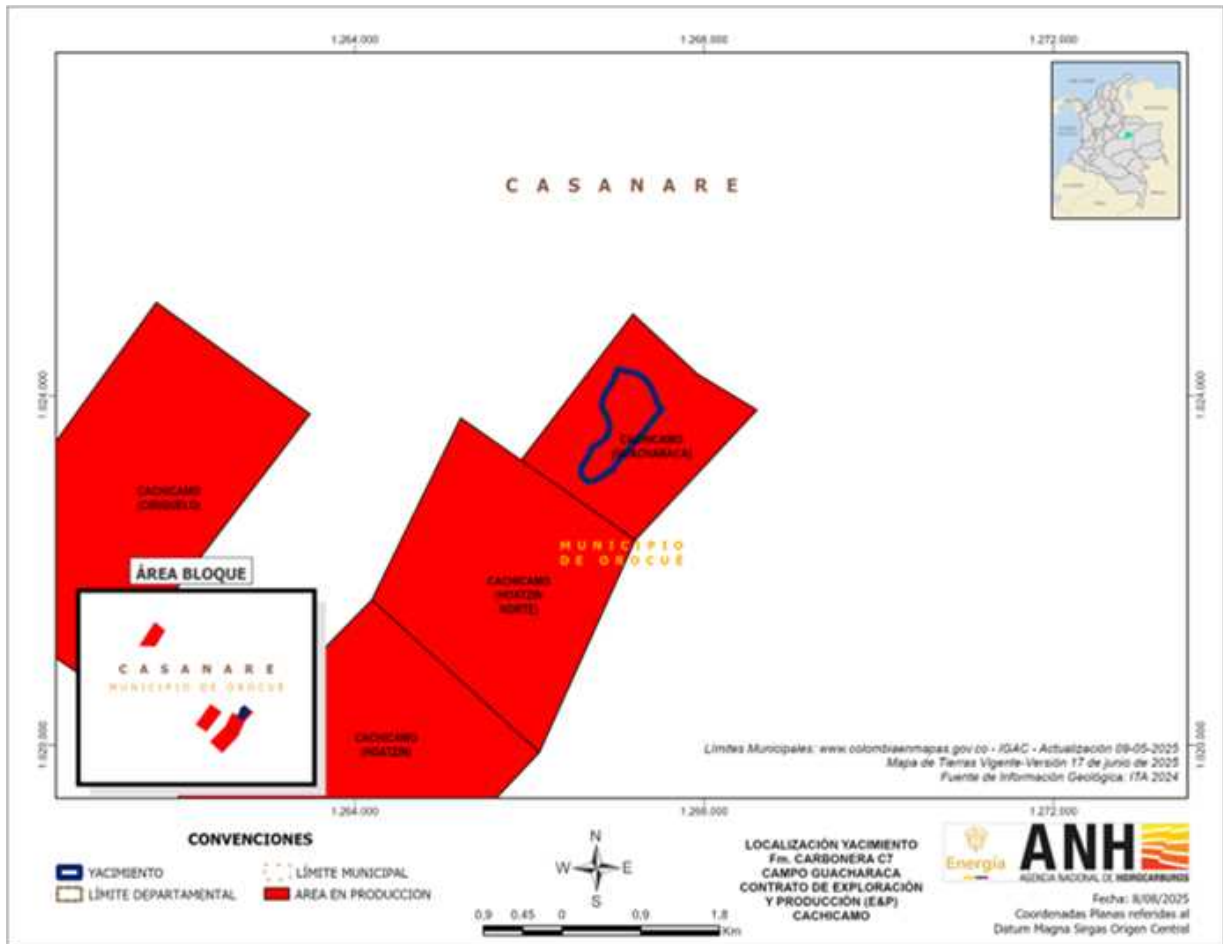 1.264.000
1.268.000
1.272.000
C A S A N A R E
1.024.000
1.024.000
CACHICAMO
(GUACHARACA)
CACHICAMO
(CIRIGUELO)
MUNICIPIO
DE OROCUÉ
CACHICAMO
(HOATZIN
NORTE)
ÁREA BLOQUE
C A S A N A R E
MUNICIPIO DE OROCUÉ
CACHICAMO
(HOATZIN)
1.020.000
1.020.000
Límites Municipales: www.colombiaenmapas.gov.co - IGAC - Actualización 09-05-2025
Mapa de Tierras Vigente-Versión 17 de junio de 2025
Fuente de Información Geológica: ITA 2024
1.264.000
1.268.000
1.272.000
CONVENCIONES
YACIMIENTO
LÍMITE MUNICIPAL
LÍMITE DEPARTAMENTAL
AREA EN PRODUCCION
N
W
E
S
0,9 0,45 0 0,9 1,8
Km
LOCALIZACIÓN YACIMIENTO
Fm. CARBONERA C7
CAMPO GUACHARACA
CONTRATO DE EXPLORACIÓN
Y PRODUCCIÓN (E&P)
CACHICAMO
Energía
ANH
AGENCIA NACIONAL DE HIDROCARBUROS
Fecha: 8/08/2025
Coordenadas Planas referidas al
Datum Magna Sirgas Origen Central